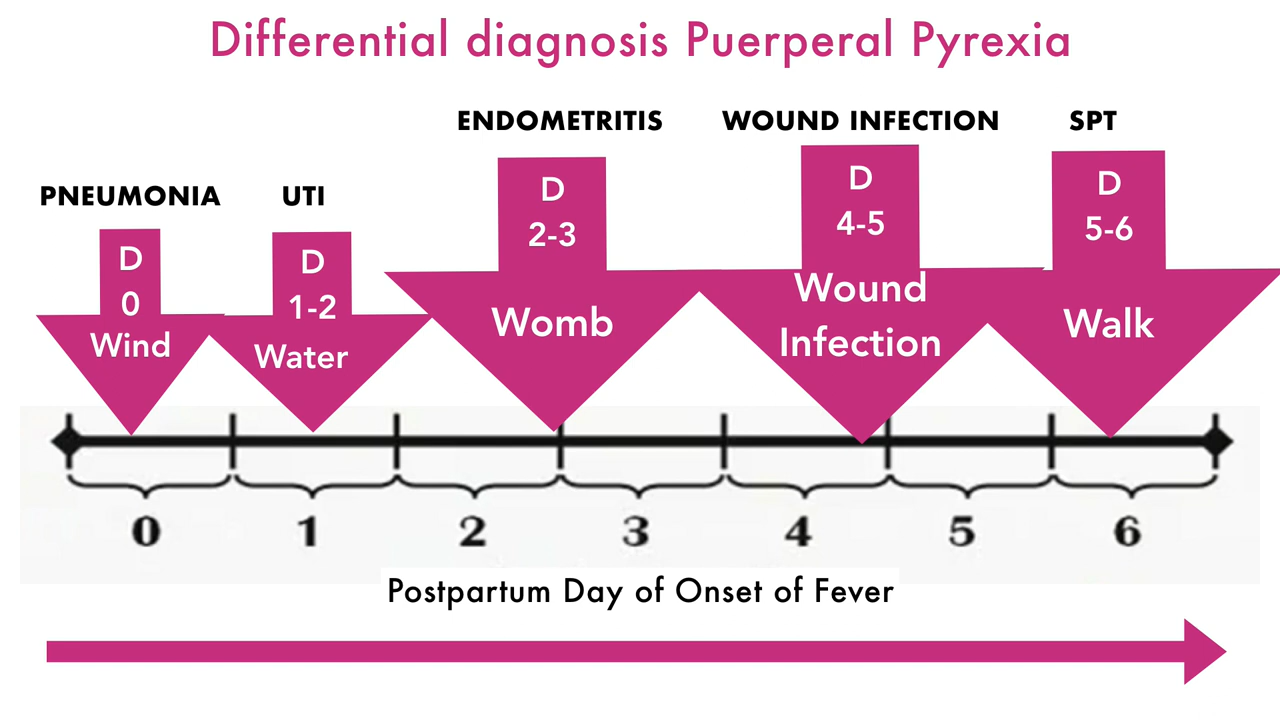 Differential diagnosis Puerperal Pyrexia
ENDOMETRITIS
WOUND INFECTION
SPT
PNEUMONIA
UTI
D
0
Wind
D
1-2
Water
D
2-3
Womb
D
4-5
Wound
Infection
D
5-6
Walk
0 1 2 3 4 5 6
Postpartum Day of Onset of Fever